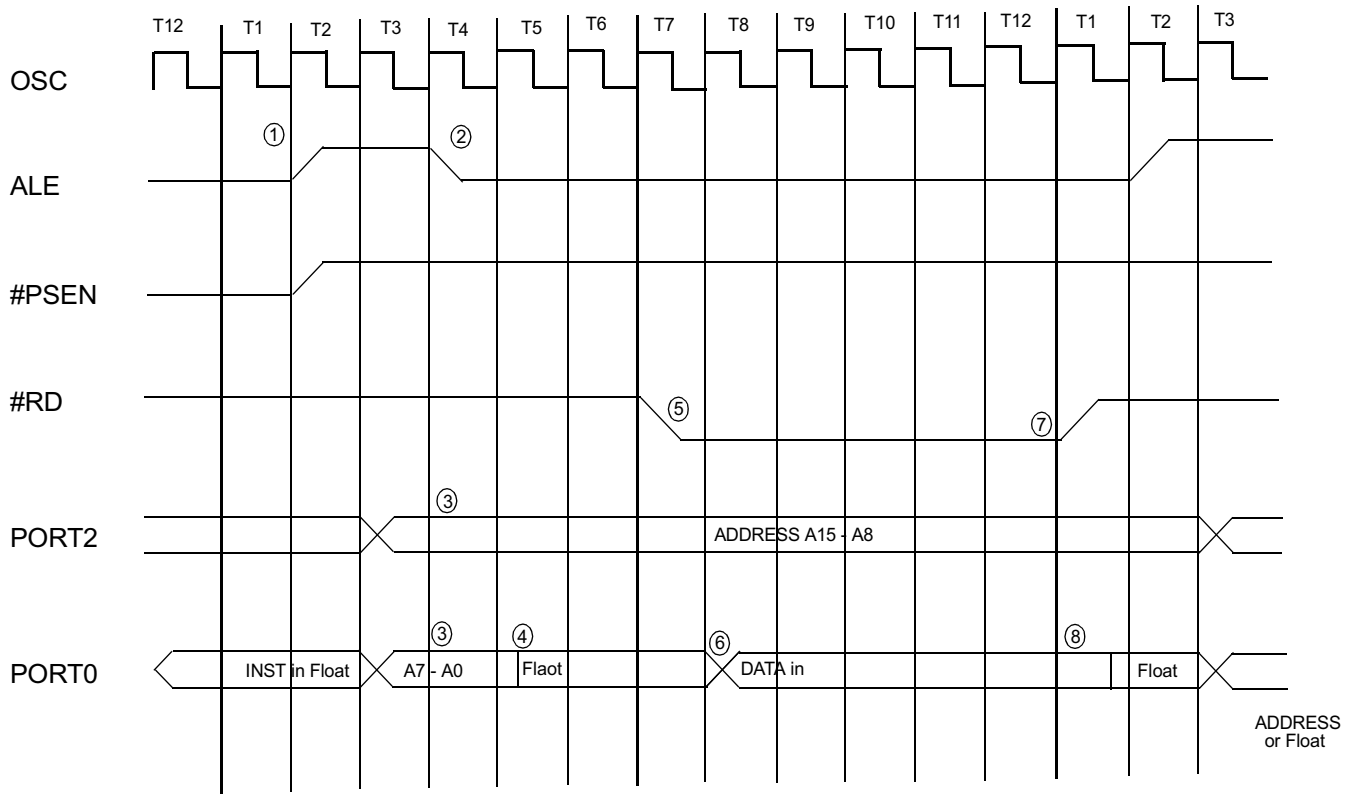 T12 T1 T2 T3 T4 T5 T6 T7 T8 T9 T10 T11 T12 T1 T2 T3
OSC
① ②
ALE
#PSEN
#RD
⑤ ⑦
③
PORT2 ADDRESS A15 - A8
③ ④ ⑥ ⑧
PORT0 INST in Float A7 - A0 Flaot DATA in Float
ADDRESS
or Float